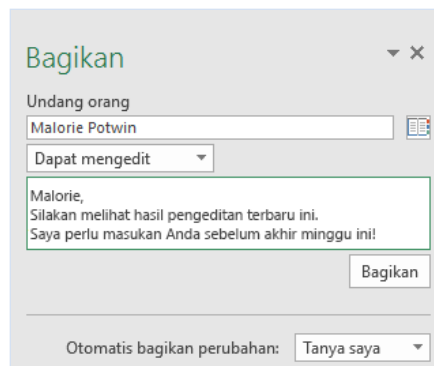 Bagikan
Undang orang
Malorie Potwin
Dapat mengedit
Malorie,
Silakan melihat hasil pengeditan terbaru ini.
Saya perlu masukan Anda sebelum akhir minggu ini!
Bagikan
Otomatis bagikan perubahan: Tanya saya